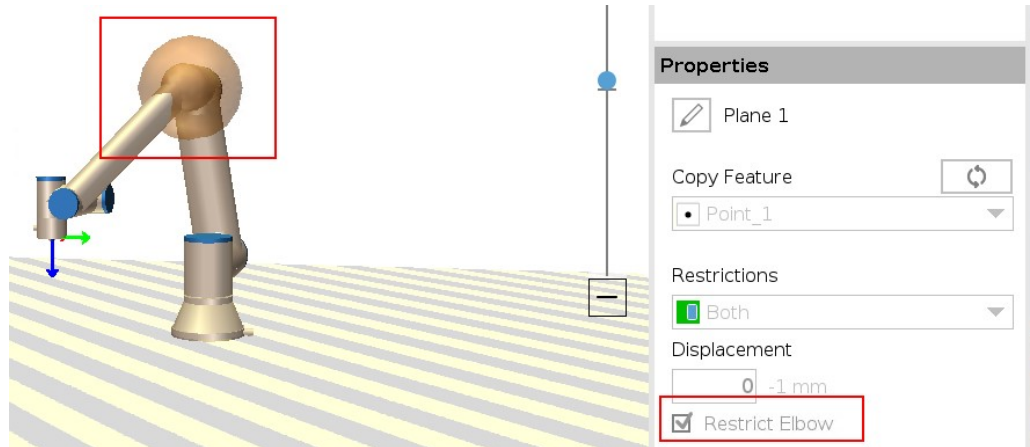 Properties
Plane 1
Copy Feature
Point_1
Restrictions
Both
Displacement
0 -1 mm
Restrict Elbow